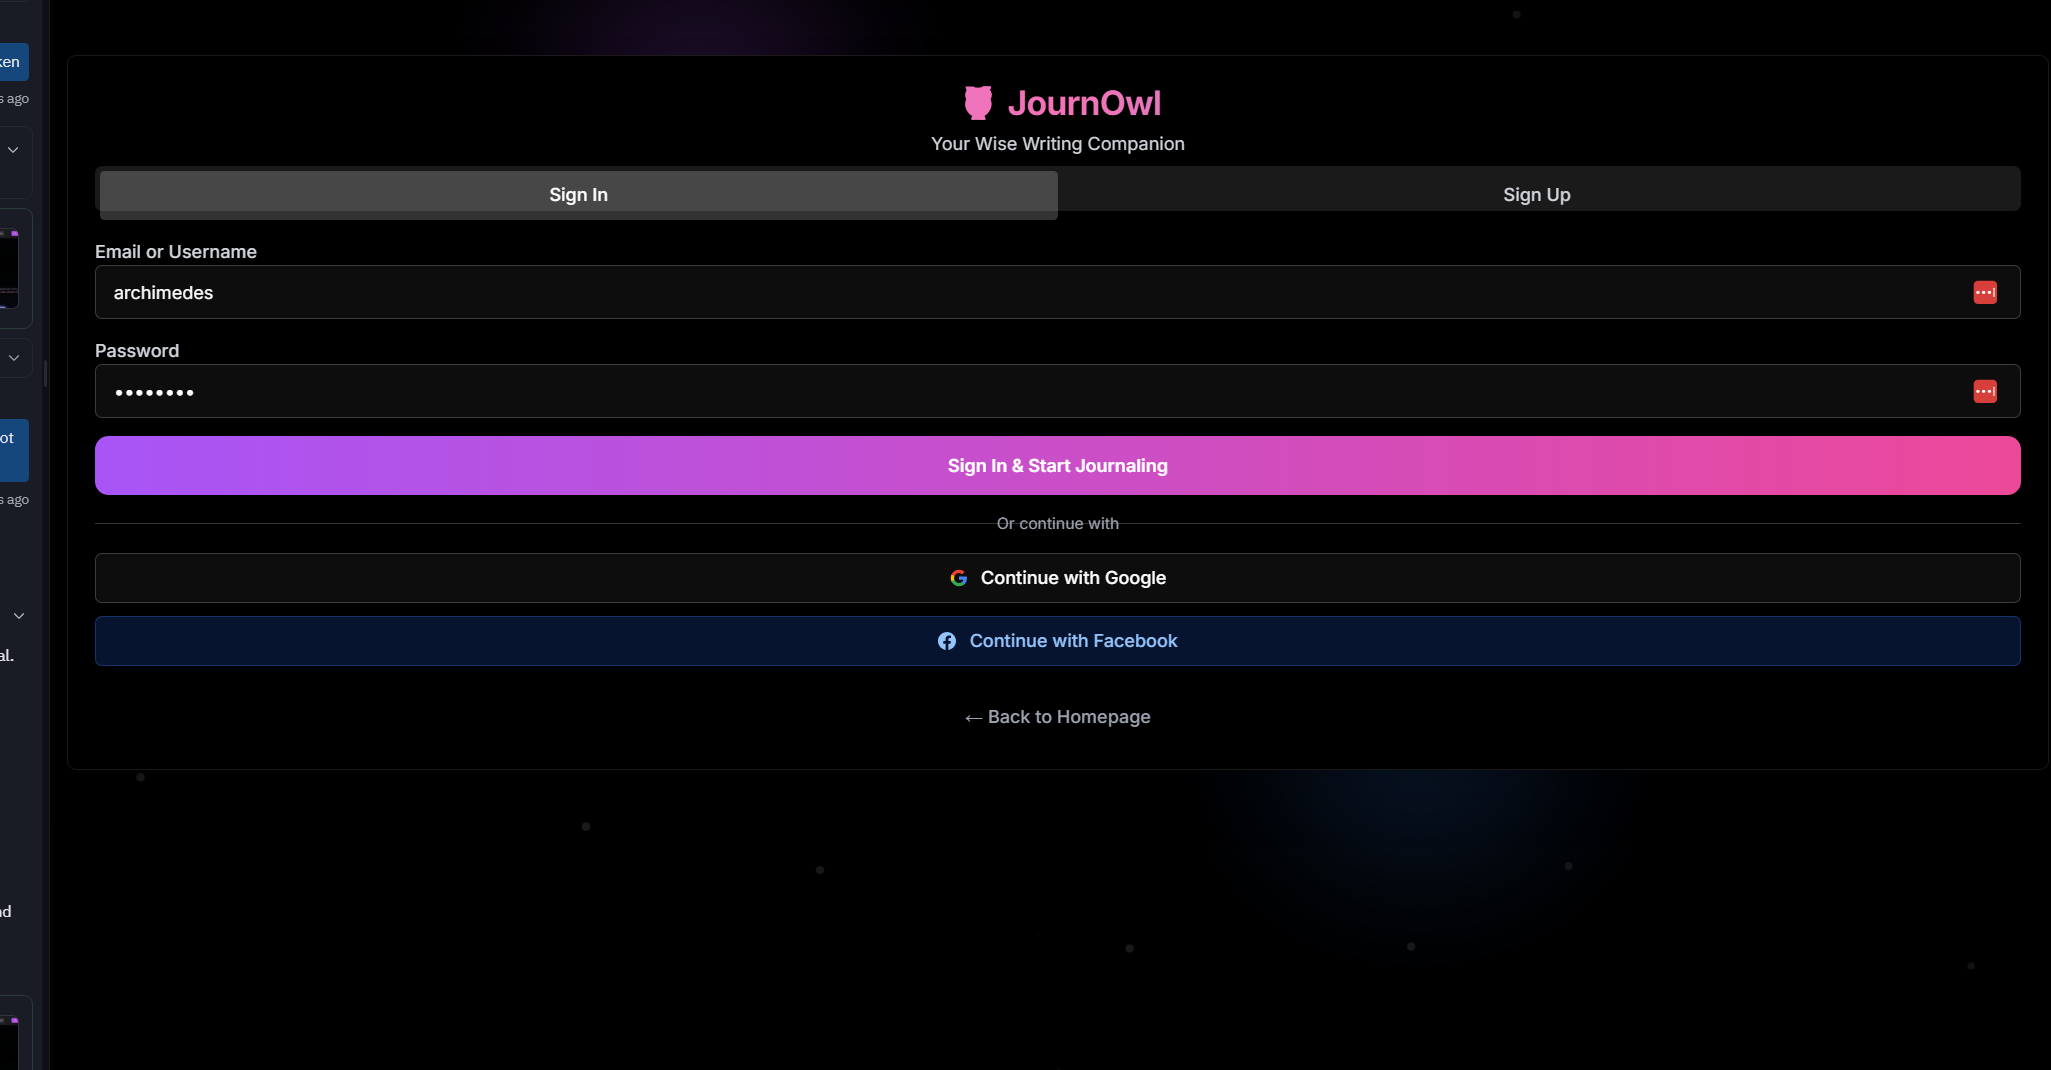 ken
s ago
ot
s ago
al.
nd
JournOwl
Your Wise Writing Companion
Sign In
Sign Up
Email or Username
archimedes
Password
••••••••
Sign In & Start Journaling
Or continue with
Continue with Google
Continue with Facebook
← Back to Homepage